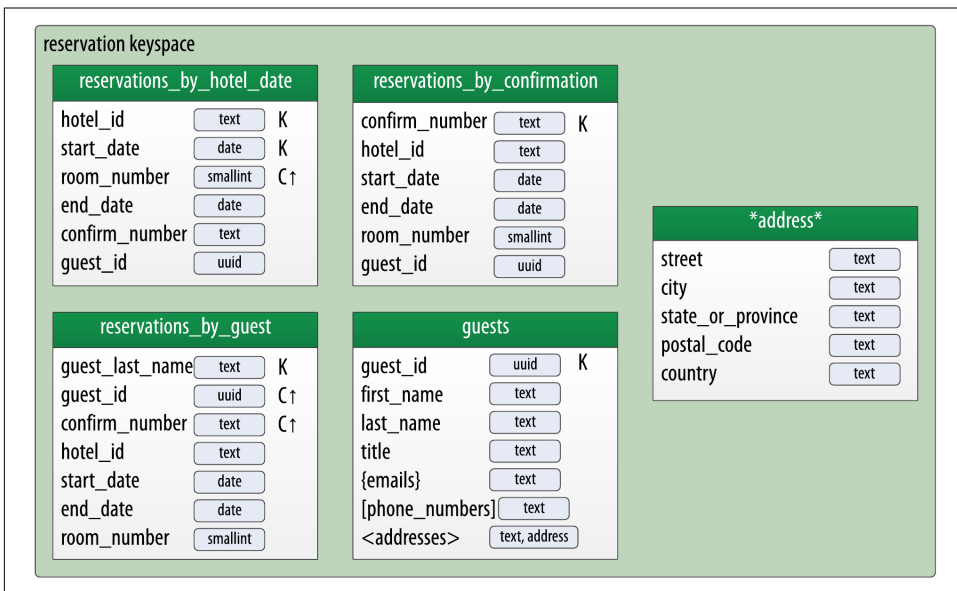 reservation keyspace
reservations_by_hotel_date
hotel_id text K
start_date date K
room_number smallint C↑
end_date date
confirm_number text
guest_id uuid
reservations_by_confirmation
confirm_number text K
hotel_id text
start_date date
end_date date
room_number smallint
guest_id uuid
reservations_by_guest
guest_last_name text K
guest_id uuid C↑
confirm_number text C↑
hotel_id text
start_date date
end_date date
room_number smallint
guests
guest_id uuid K
first_name text
last_name text
title text
{emails} text
[phone_numbers] text
<addresses> text, address
*address*
street text
city text
state_or_province text
postal_code text
country text